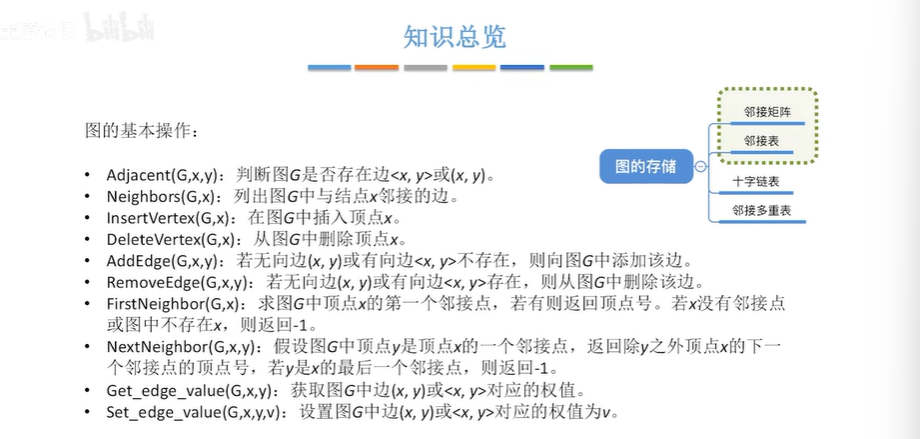 bilibili
知识总览
图的基本操作：
• Adjacent(G,x,y)：判断图G是否存在边<x, y>或(x, y)。
• Neighbors(G,x)：列出图G中与结点x邻接的边。
• InsertVertex(G,x)：在图G中插入顶点x。
• DeleteVertex(G,x)：从图G中删除顶点x。
• AddEdge(G,x,y)：若无向边(x, y)或有向边<x, y>不存在，则向图G中添加该边。
• RemoveEdge(G,x,y)：若无向边(x, y)或有向边<x, y>存在，则从图G中删除该边。
• FirstNeighbor(G,x)：求图G中顶点x的第一个邻接点，若有则返回顶点号。若x没有邻接点
或图中不存在x，则返回-1。
• NextNeighbor(G,x,y)：假设图G中顶点y是顶点x的一个邻接点，返回除y之外顶点x的下一
个邻接点的顶点号，若y是x的最后一个邻接点，则返回-1。
• Get_edge_value(G,x,y)：获取图G中边(x, y)或<x, y>对应的权值。
• Set_edge_value(G,x,y,v)：设置图G中边(x, y)或<x, y>对应的权值为v。
图的存储
邻接矩阵
邻接表
十字链表
邻接多重表